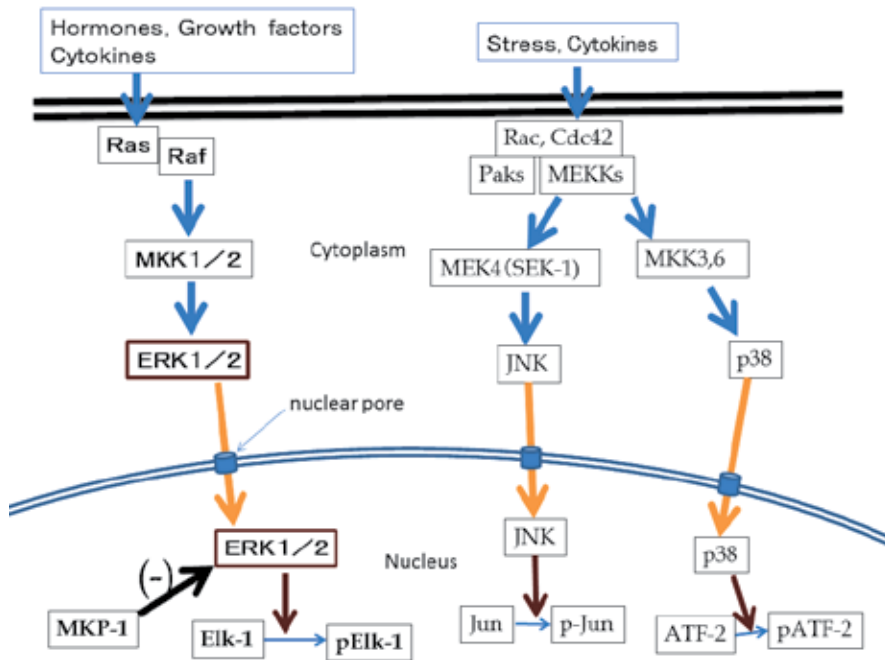 Hormones, Growth factors
Cytokines
Stress, Cytokines
Ras
Raf
Rac, Cdc42
Paks
MEKKs
MKK1/2
Cytoplasm
MEK4(SEK-1)
MKK3,6
ERK1/2
JNK
p38
nuclear pore
ERK1/2
Nucleus
JNK
p38
(-)
MKP-1
Elk-1
pElk-1
Jun
p-Jun
ATF-2
pATF-2